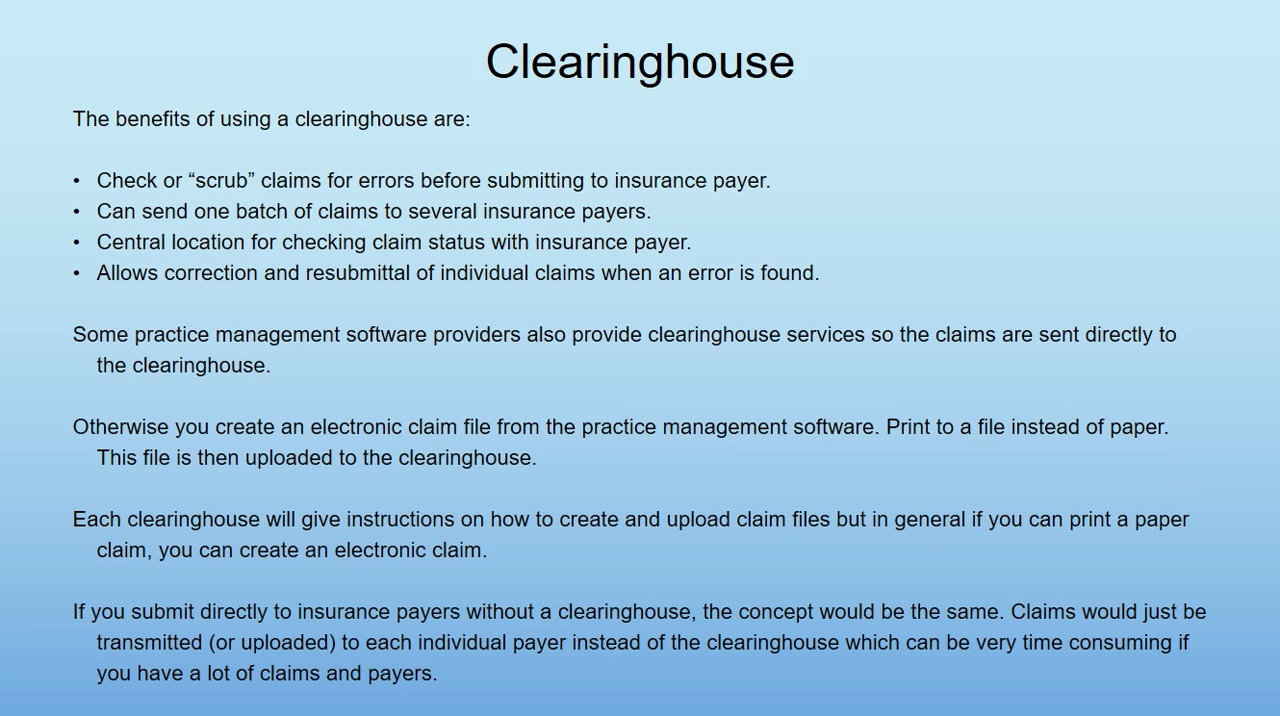 Clearinghouse
The benefits of using a clearinghouse are:
• Check or “scrub” claims for errors before submitting to insurance payer.
• Can send one batch of claims to several insurance payers.
• Central location for checking claim status with insurance payer.
• Allows correction and resubmittal of individual claims when an error is found.
Some practice management software providers also provide clearinghouse services so the claims are sent directly to
the clearinghouse.
Otherwise you create an electronic claim file from the practice management software. Print to a file instead of paper.
This file is then uploaded to the clearinghouse.
Each clearinghouse will give instructions on how to create and upload claim files but in general if you can print a paper
claim, you can create an electronic claim.
If you submit directly to insurance payers without a clearinghouse, the concept would be the same. Claims would just be
transmitted (or uploaded) to each individual payer instead of the clearinghouse which can be very time consuming if
you have a lot of claims and payers.